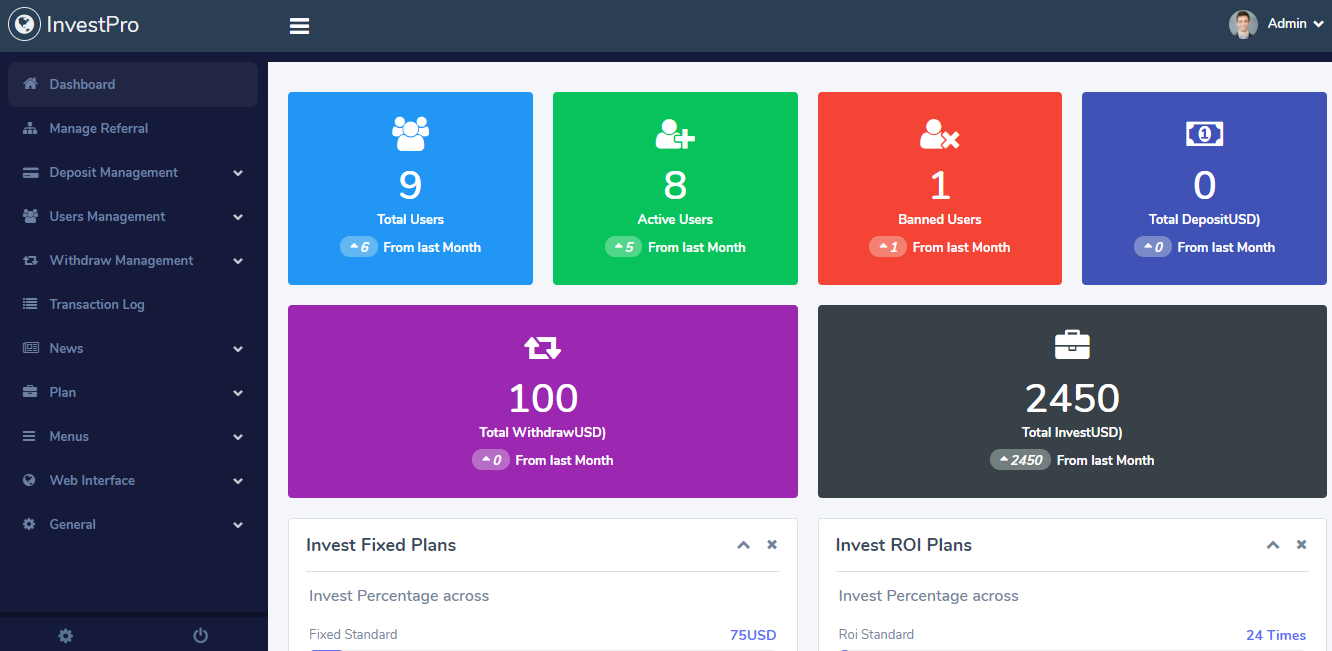 InvestPro
Admin
Dashboard
Manage Referral
Deposit Management
Users Management
Withdraw Management
Transaction Log
News
Plan
Menus
Web Interface
General
9
Total Users
6 From last Month
8
Active Users
5 From last Month
1
Banned Users
1 From last Month
1
0
Total DepositUSD)
0 From last Month
100
Total WithdrawUSD)
0 From last Month
2450
Total InvestUSD)
2450 From last Month
Invest Fixed Plans
Invest Percentage across
Fixed Standard 75USD
Invest ROI Plans
Invest Percentage across
Roi Standard 24 Times